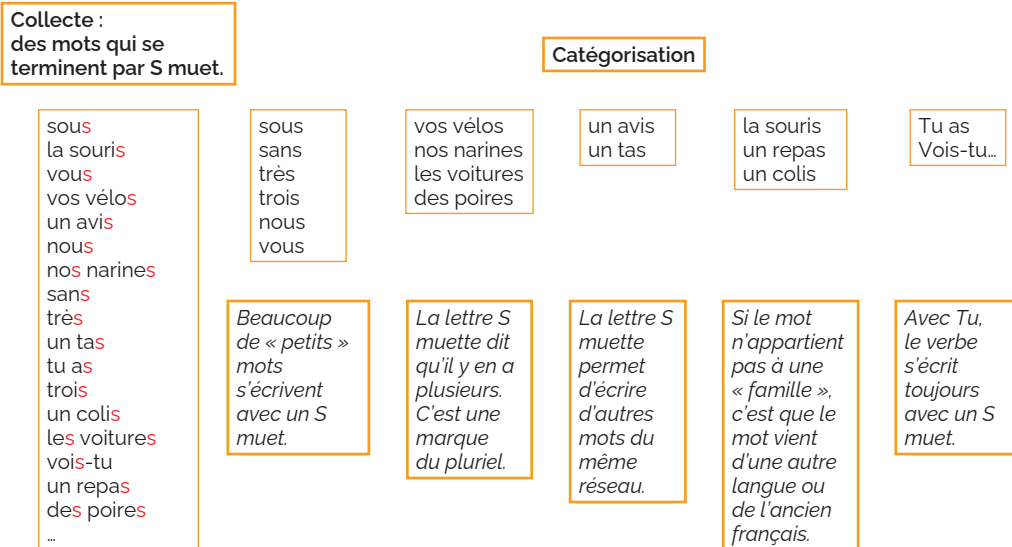 Collecte :
des mots qui se
terminent par S muet.
Catégorisation
sous
la souris
vous
vos vélos
un avis
nous
nos narines
sans
très
un tas
tu as
trois
un colis
les voitures
vois-tu
un repas
des poires
…
sous
sans
très
trois
nous
vous
vos vélos
nos narines
les voitures
des poires
un avis
un tas
la souris
un repas
un colis
Tu as
Vois-tu…
Beaucoup
de « petits »
mots
s’écrivent
avec un S
muet.
La lettre S
muette dit
qu’il y en a
plusieurs.
C’est une
marque
du pluriel.
La lettre S
muette
permet
d’écrire
d’autres
mots du
même
réseau.
Si le mot
n’appartient
pas à une
« famille »,
c’est que le
mot vient
d’une autre
langue ou
de l’ancien
français.
Avec Tu,
le verbe
s’écrit
toujours
avec un S
muet.